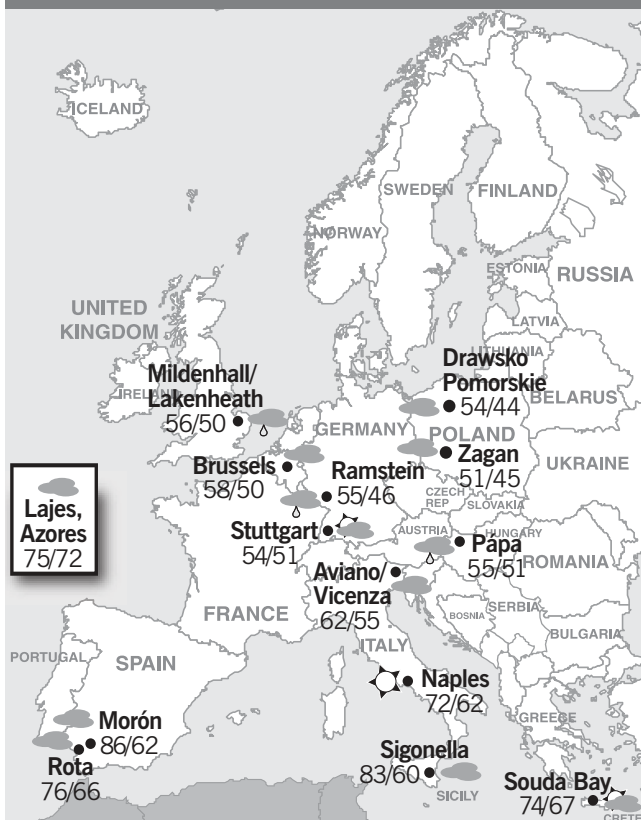 ICELAND
SWEDEN
FINLAND
NORWAY
ESTONIA
RUSSIA
LATVIA
LITHUANIA
UNITED
KINGDOM
IRELAND
Mildenhall/
Lakenheath
56/50
Drawsko
Pomorskie
54/44
BELARUS
GERMANY
POLAND
Zagan
51/45
UKRAINE
Brussels
58/50
Ramstein
55/46
CZECH
REP
SLOVAKIA
Lajes,
Azores
75/72
Stuttgart
54/51
AUSTRIA
HUNGARY
Pápa
55/51
ROMANIA
Aviano/
Vicenza
62/55
FRANCE
BOSNIA
SERBIA
BULGARIA
ITALY
PORTUGAL
SPAIN
Naples
72/62
GREECE
Morón
86/62
Rota
76/66
Sigonella
83/60
SICILY
Souda Bay
74/67
CRETE